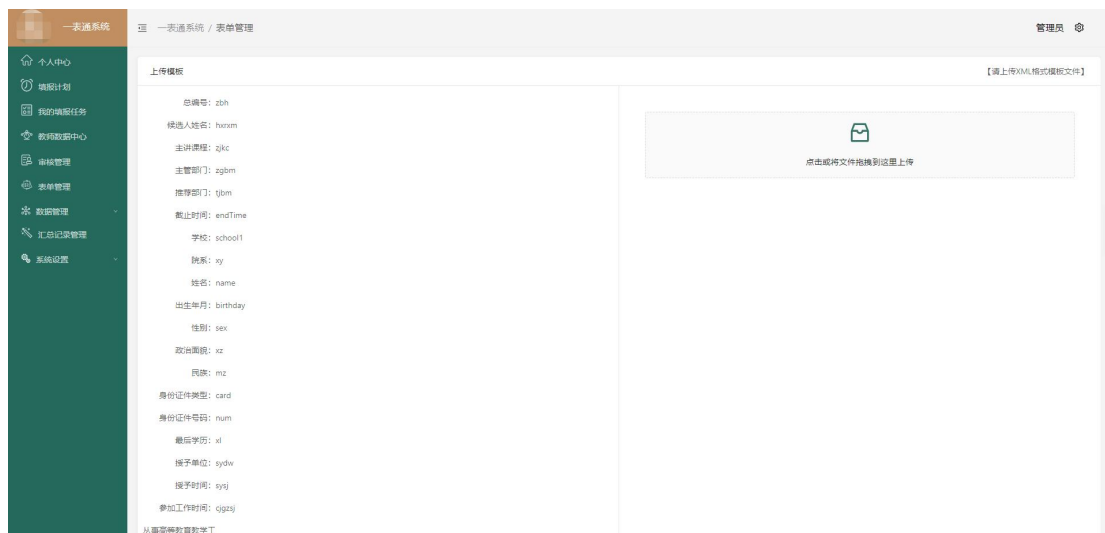 一表通系统
一表通系统 / 表单管理
管理员
个人中心
填报计划
我的填报任务
教师数据中心
审核管理
表单管理
数据管理
汇总记录管理
系统设置
上传模板
【请上传XML格式模板文件】
总编号: zbh
候选人姓名: hxrxm
主讲课程: zjkc
主管部门: zgbm
推荐部门: tjbm
截止时间: endTime
学校: school1
院系: xy
姓名: name
出生年月: birthday
性别: sex
政治面貌: xz
民族: mz
身份证件类型: card
身份证件号码: num
最后学历: xl
授予单位: sydw
授予时间: sysj
参加工作时间: cjgzsj
从事高等教育教学工
点击或将文件拖拽到这里上传